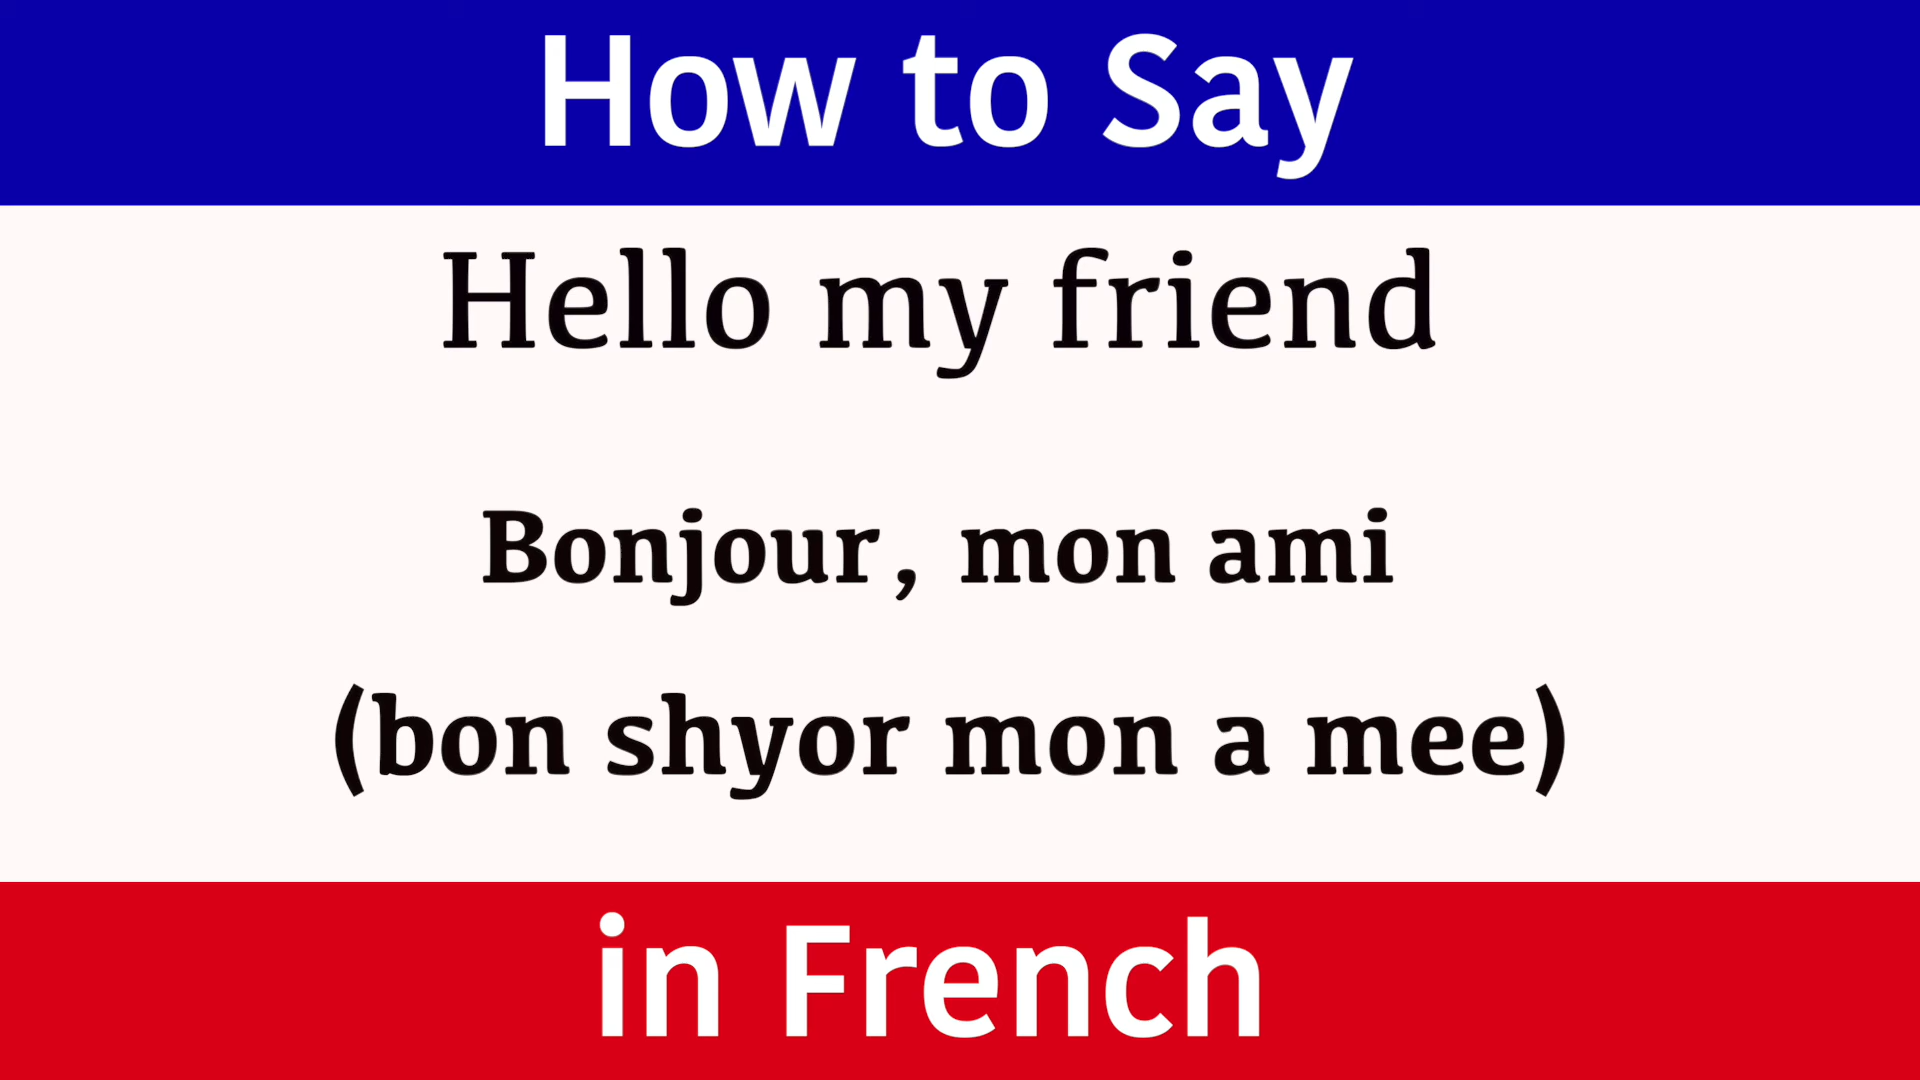 How to Say
Hello my friend
Bonjour, mon ami
(bon shyor mon a mee)
in French